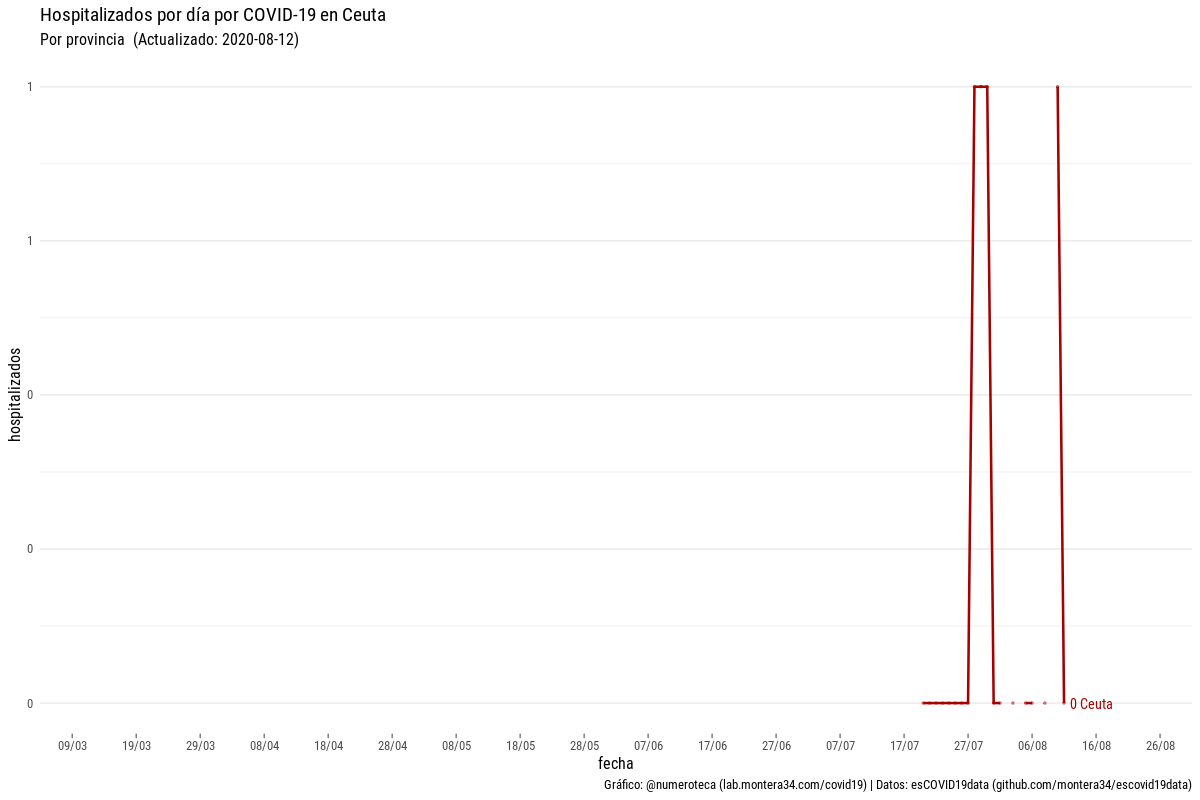 Hospitalizados por día por COVID-19 en Ceuta
Por provincia  (Actualizado: 2020-08-12)
hospitalizados
1
1
0
0
0
0 Ceuta
09/03 19/03 29/03 08/04 18/04 28/04 08/05 18/05 28/05 07/06 17/06 27/06 07/07 17/07 27/07 06/08 16/08 26/08
fecha
Gráfico: @numeroteca (lab.montera34.com/covid19) | Datos: esCOVID19data (github.com/montera34/escovid19data)